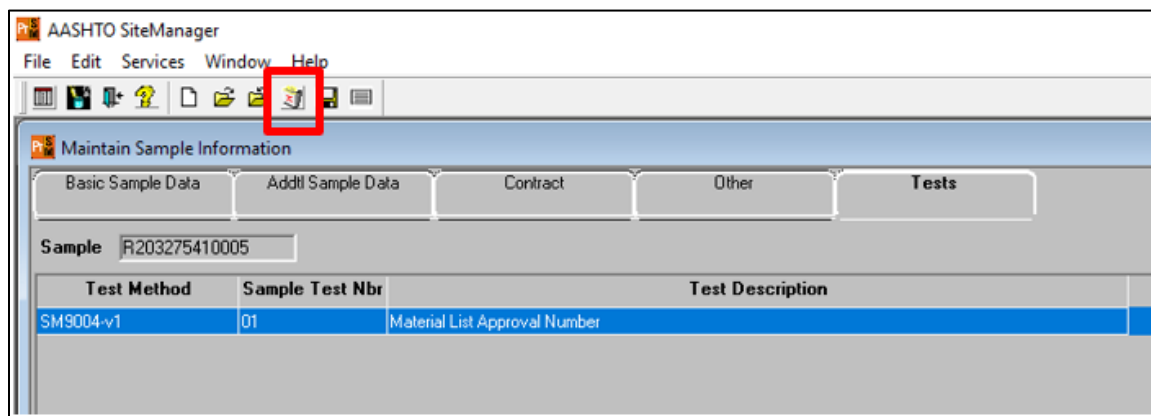 AASHTO SiteManager
File Edit Services Window Help
Maintain Sample Information
Basic Sample Data Addtl Sample Data Contract Other Tests
Sample R203275410005
Test Method Sample Test Nbr Test Description
SM9004-v1 01 Material List Approval Number